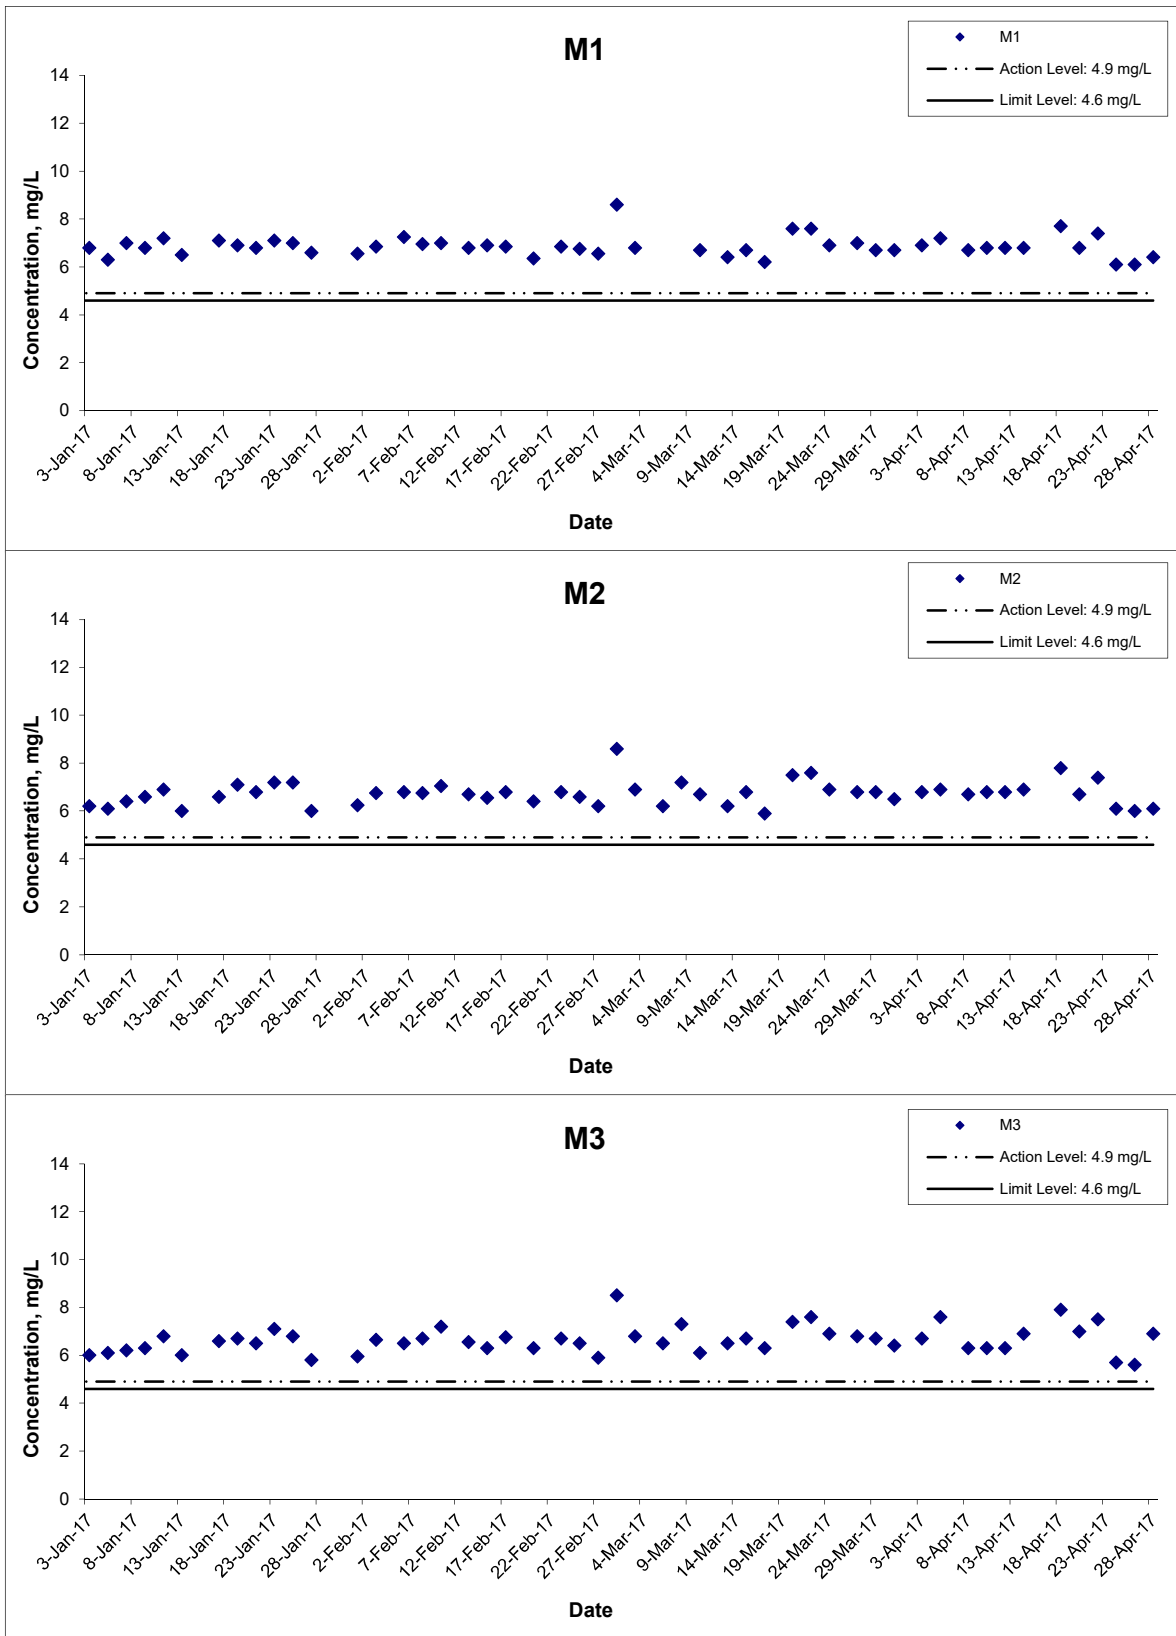 M1
M1
Action Level: 4.9 mg/L
Limit Level: 4.6 mg/L
Concentration, mg/L
14
12
10
8
6
4
2
0
3-Jan-17
8-Jan-17
13-Jan-17
18-Jan-17
23-Jan-17
28-Jan-17
2-Feb-17
7-Feb-17
12-Feb-17
17-Feb-17
22-Feb-17
27-Feb-17
4-Mar-17
9-Mar-17
14-Mar-17
19-Mar-17
24-Mar-17
29-Mar-17
3-Apr-17
8-Apr-17
13-Apr-17
18-Apr-17
23-Apr-17
28-Apr-17
Date
M2
M2
Action Level: 4.9 mg/L
Limit Level: 4.6 mg/L
Concentration, mg/L
14
12
10
8
6
4
2
0
3-Jan-17
8-Jan-17
13-Jan-17
18-Jan-17
23-Jan-17
28-Jan-17
2-Feb-17
7-Feb-17
12-Feb-17
17-Feb-17
22-Feb-17
27-Feb-17
4-Mar-17
9-Mar-17
14-Mar-17
19-Mar-17
24-Mar-17
29-Mar-17
3-Apr-17
8-Apr-17
13-Apr-17
18-Apr-17
23-Apr-17
28-Apr-17
Date
M3
M3
Action Level: 4.9 mg/L
Limit Level: 4.6 mg/L
Concentration, mg/L
14
12
10
8
6
4
2
0
3-Jan-17
8-Jan-17
13-Jan-17
18-Jan-17
23-Jan-17
28-Jan-17
2-Feb-17
7-Feb-17
12-Feb-17
17-Feb-17
22-Feb-17
27-Feb-17
4-Mar-17
9-Mar-17
14-Mar-17
19-Mar-17
24-Mar-17
29-Mar-17
3-Apr-17
8-Apr-17
13-Apr-17
18-Apr-17
23-Apr-17
28-Apr-17
Date